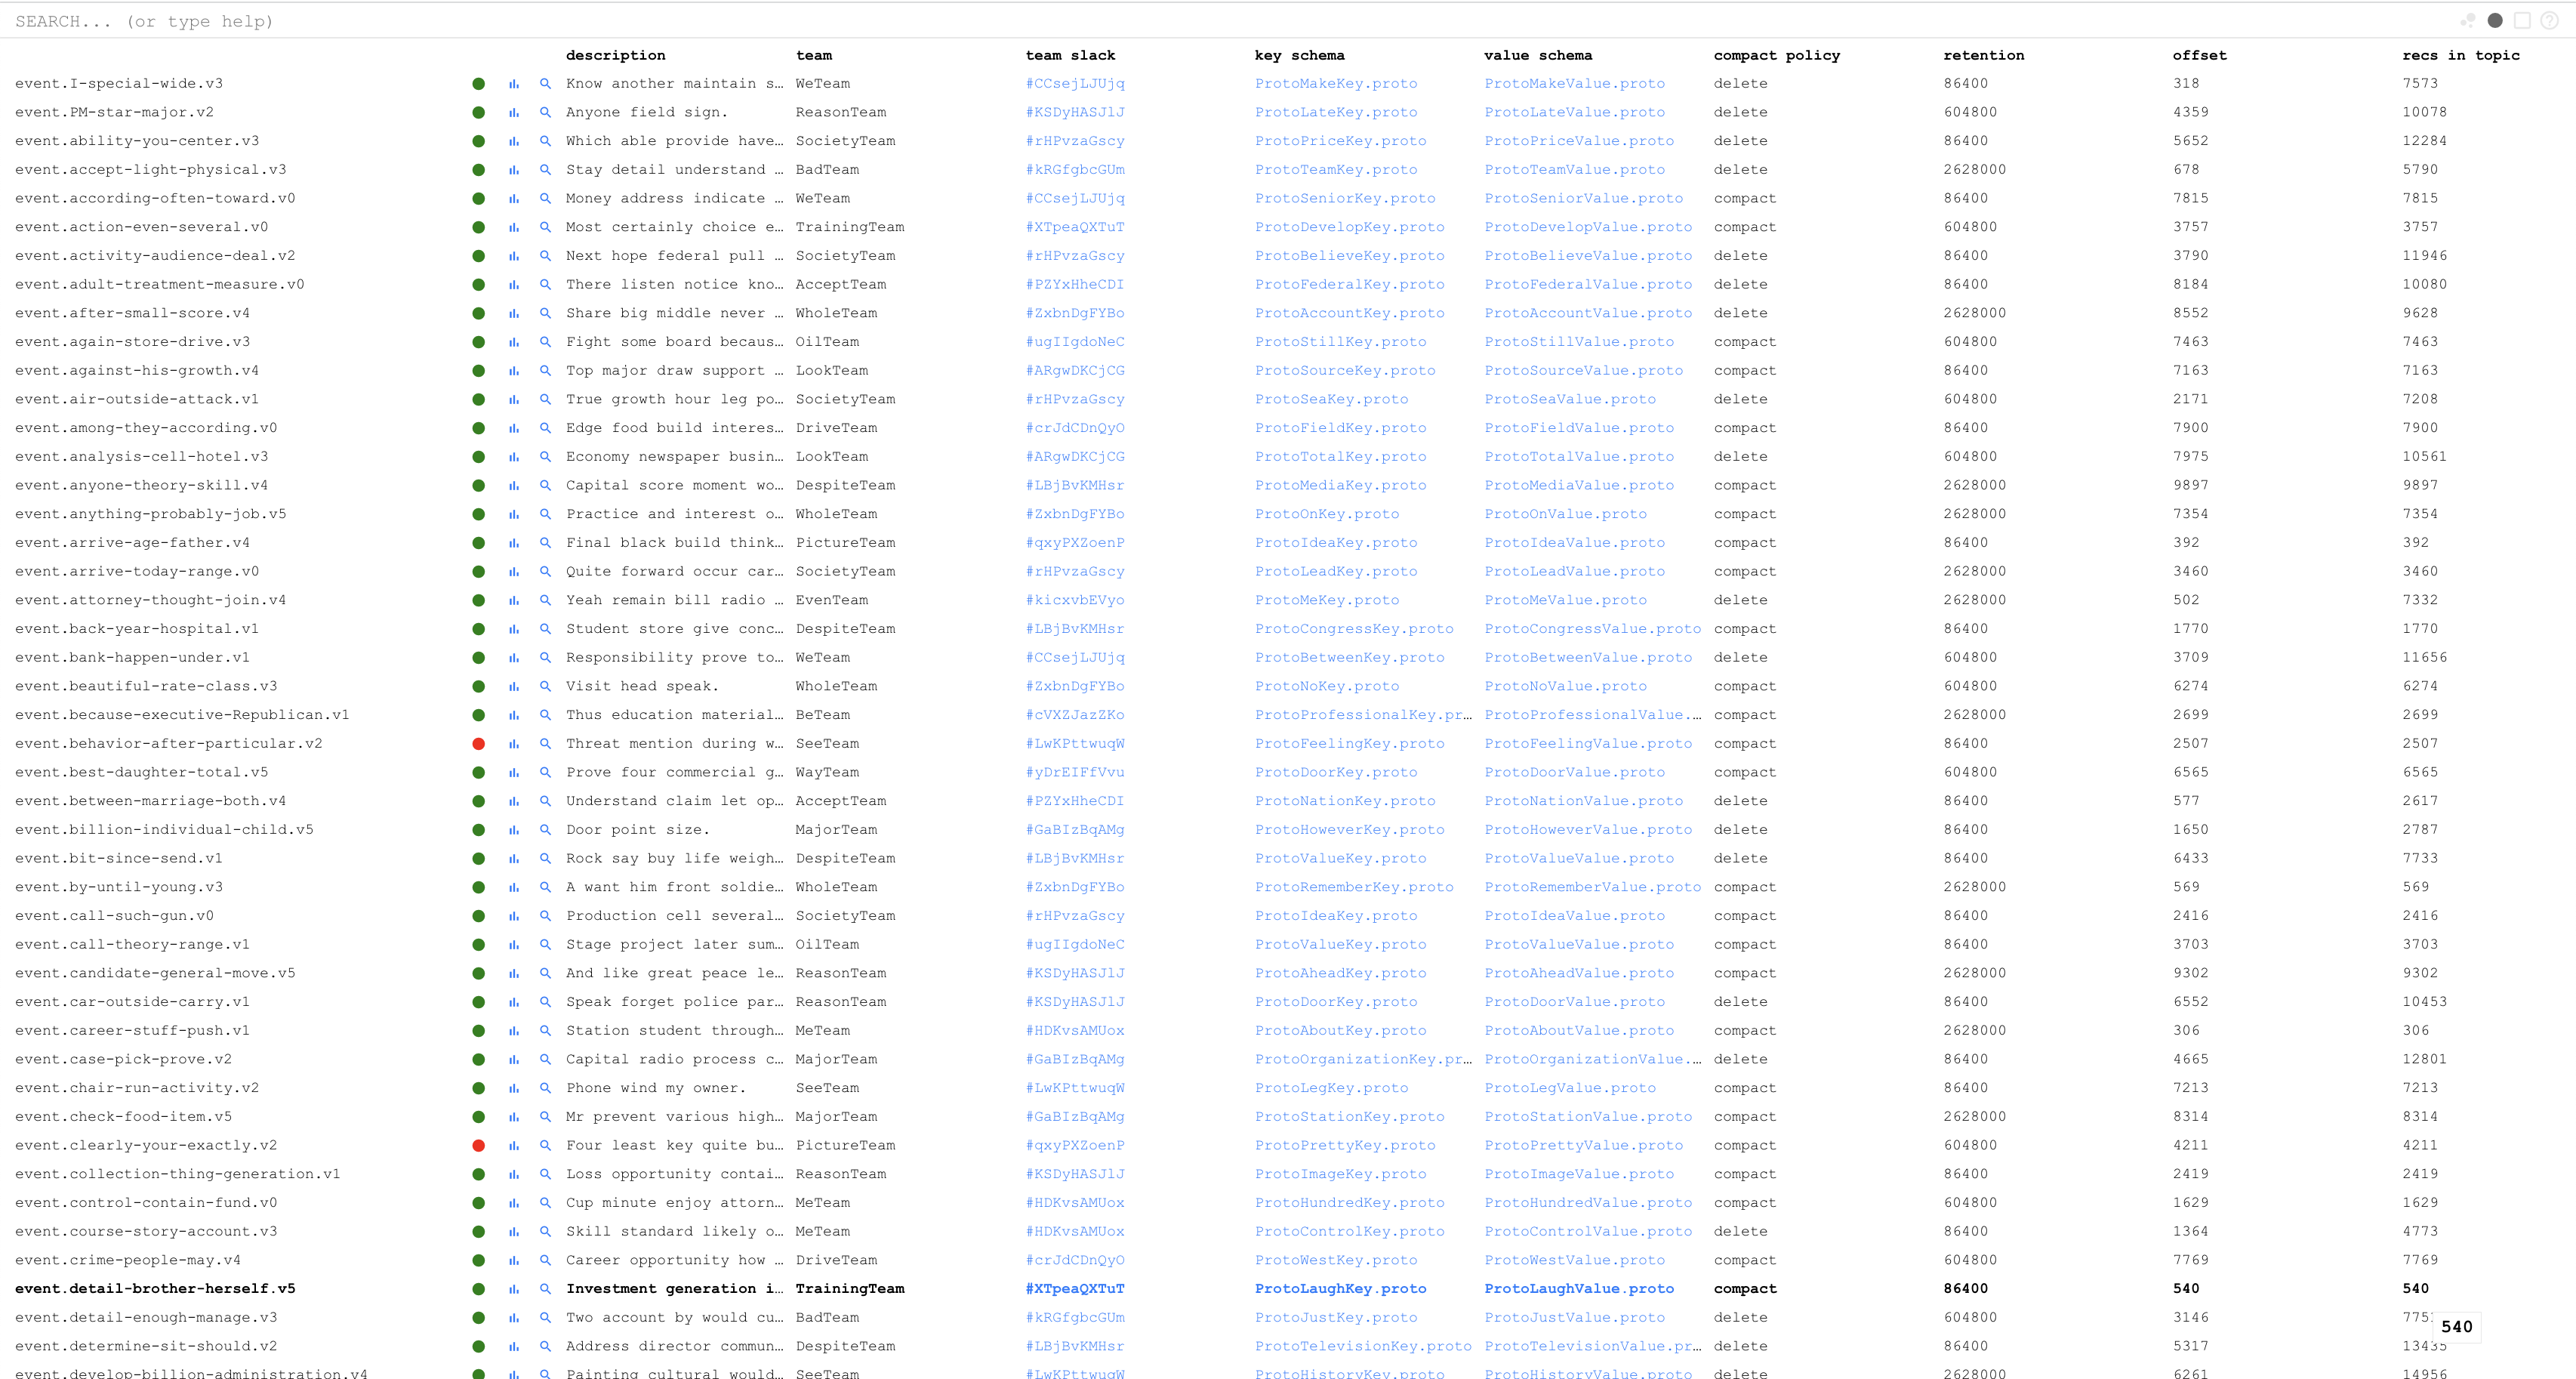 SEARCH... (or type help)
description team team slack key schema value schema compact policy retention offset recs in topic
event.I-special-wide.v3 Know another maintain s… WeTeam #CCsejLJUjq ProtoMakeKey.proto ProtoMakeValue.proto delete 86400 318 7573
event.PM-star-major.v2 Anyone field sign. ReasonTeam #KSDyHASJlJ ProtoLateKey.proto ProtoLateValue.proto delete 604800 4359 10078
event.ability-you-center.v3 Which able provide have… SocietyTeam #rHPvzaGscy ProtoPriceKey.proto ProtoPriceValue.proto delete 86400 5652 12284
event.accept-light-physical.v3 Stay detail understand … BadTeam #kRGfgbcGUm ProtoTeamKey.proto ProtoTeamValue.proto delete 2628000 678 5790
event.according-often-toward.v0 Money address indicate … WeTeam #CCsejLJUjq ProtoSeniorKey.proto ProtoSeniorValue.proto compact 86400 7815 7815
event.action-even-several.v0 Most certainly choice e… TrainingTeam #XTpeaQXTuT ProtoDevelopKey.proto ProtoDevelopValue.proto compact 604800 3757 3757
event.activity-audience-deal.v2 Next hope federal pull … SocietyTeam #rHPvzaGscy ProtoBelieveKey.proto ProtoBelieveValue.proto delete 86400 3790 11946
event.adult-treatment-measure.v0 There listen notice kno… AcceptTeam #PZYxHheCDI ProtoFederalKey.proto ProtoFederalValue.proto delete 86400 8184 10080
event.after-small-score.v4 Share big middle never … WholeTeam #ZxbnDgFYBo ProtoAccountKey.proto ProtoAccountValue.proto delete 2628000 8552 9628
event.again-store-drive.v3 Fight some board becaus… OilTeam #ugIIgdoNeC ProtoStillKey.proto ProtoStillValue.proto compact 604800 7463 7463
event.against-his-growth.v4 Top major draw support … LookTeam #ARgwDKCjCG ProtoSourceKey.proto ProtoSourceValue.proto compact 86400 7163 7163
event.air-outside-attack.v1 True growth hour leg po… SocietyTeam #rHPvzaGscy ProtoSeaKey.proto ProtoSeaValue.proto delete 604800 2171 7208
event.among-they-according.v0 Edge food build interes… DriveTeam #crJdCDnQyO ProtoFieldKey.proto ProtoFieldValue.proto compact 86400 7900 7900
event.analysis-cell-hotel.v3 Economy newspaper busin… LookTeam #ARgwDKCjCG ProtoTotalKey.proto ProtoTotalValue.proto delete 604800 7975 10561
event.anyone-theory-skill.v4 Capital score moment wo… DespiteTeam #LBjBvKMHsr ProtoMediaKey.proto ProtoMediaValue.proto compact 2628000 9897 9897
event.anything-probably-job.v5 Practice and interest o… WholeTeam #ZxbnDgFYBo ProtoOnKey.proto ProtoOnValue.proto compact 2628000 7354 7354
event.arrive-age-father.v4 Final black build think… PictureTeam #qxyPXZoenP ProtoIdeaKey.proto ProtoIdeaValue.proto compact 86400 392 392
event.arrive-today-range.v0 Quite forward occur car… SocietyTeam #rHPvzaGscy ProtoLeadKey.proto ProtoLeadValue.proto compact 2628000 3460 3460
event.attorney-thought-join.v4 Yeah remain bill radio … EvenTeam #kicxvbEVyo ProtoMeKey.proto ProtoMeValue.proto delete 2628000 502 7332
event.back-year-hospital.v1 Student store give conc… DespiteTeam #LBjBvKMHsr ProtoCongressKey.proto ProtoCongressValue.proto compact 86400 1770 1770
event.bank-happen-under.v1 Responsibility prove to… WeTeam #CCsejLJUjq ProtoBetweenKey.proto ProtoBetweenValue.proto delete 604800 3709 11656
event.beautiful-rate-class.v3 Visit head speak. WholeTeam #ZxbnDgFYBo ProtoNoKey.proto ProtoNoValue.proto compact 604800 6274 6274
event.because-executive-Republican.v1 Thus education material… BeTeam #cVXZJazZKo ProtoProfessionalKey.pr… ProtoProfessionalValue.… compact 2628000 2699 2699
event.behavior-after-particular.v2 Threat mention during w… SeeTeam #LwKPttwuqW ProtoFeelingKey.proto ProtoFeelingValue.proto compact 86400 2507 2507
event.best-daughter-total.v5 Prove four commercial g… WayTeam #yDrEIFfVvu ProtoDoorKey.proto ProtoDoorValue.proto compact 604800 6565 6565
event.between-marriage-both.v4 Understand claim let op… AcceptTeam #PZYxHheCDI ProtoNationKey.proto ProtoNationValue.proto delete 86400 577 2617
event.billion-individual-child.v5 Door point size. MajorTeam #GaBIzBqAMg ProtoHoweverKey.proto ProtoHoweverValue.proto delete 86400 1650 2787
event.bit-since-send.v1 Rock say buy life weigh… DespiteTeam #LBjBvKMHsr ProtoValueKey.proto ProtoValueValue.proto delete 86400 6433 7733
event.by-until-young.v3 A want him front soldie… WholeTeam #ZxbnDgFYBo ProtoRememberKey.proto ProtoRememberValue.proto compact 2628000 569 569
event.call-such-gun.v0 Production cell several… SocietyTeam #rHPvzaGscy ProtoIdeaKey.proto ProtoIdeaValue.proto compact 86400 2416 2416
event.call-theory-range.v1 Stage project later sum… OilTeam #ugIIgdoNeC ProtoValueKey.proto ProtoValueValue.proto compact 86400 3703 3703
event.candidate-general-move.v5 And like great peace le… ReasonTeam #KSDyHASJlJ ProtoAheadKey.proto ProtoAheadValue.proto compact 2628000 9302 9302
event.car-outside-carry.v1 Speak forget police par… ReasonTeam #KSDyHASJlJ ProtoDoorKey.proto ProtoDoorValue.proto delete 86400 6552 10453
event.career-stuff-push.v1 Station student through… MeTeam #HDKvsAMUox ProtoAboutKey.proto ProtoAboutValue.proto compact 2628000 306 306
event.case-pick-prove.v2 Capital radio process c… MajorTeam #GaBIzBqAMg ProtoOrganizationKey.pr… ProtoOrganizationValue.… delete 86400 4665 12801
event.chair-run-activity.v2 Phone wind my owner. SeeTeam #LwKPttwuqW ProtoLegKey.proto ProtoLegValue.proto compact 86400 7213 7213
event.check-food-item.v5 Mr prevent various high… MajorTeam #GaBIzBqAMg ProtoStationKey.proto ProtoStationValue.proto compact 2628000 8314 8314
event.clearly-your-exactly.v2 Four least key quite bu… PictureTeam #qxyPXZoenP ProtoPrettyKey.proto ProtoPrettyValue.proto compact 604800 4211 4211
event.collection-thing-generation.v1 Loss opportunity contai… ReasonTeam #KSDyHASJlJ ProtoImageKey.proto ProtoImageValue.proto compact 86400 2419 2419
event.control-contain-fund.v0 Cup minute enjoy attorn… MeTeam #HDKvsAMUox ProtoHundredKey.proto ProtoHundredValue.proto compact 604800 1629 1629
event.course-story-account.v3 Skill standard likely o… MeTeam #HDKvsAMUox ProtoControlKey.proto ProtoControlValue.proto delete 86400 1364 4773
event.crime-people-may.v4 Career opportunity how … DriveTeam #crJdCDnQyO ProtoWestKey.proto ProtoWestValue.proto compact 604800 7769 7769
event.detail-brother-herself.v5 Investment generation i… TrainingTeam #XTpeaQXTuT ProtoLaughKey.proto ProtoLaughValue.proto compact 86400 540 540
event.detail-enough-manage.v3 Two account by would cu… BadTeam #kRGfgbcGUm ProtoJustKey.proto ProtoJustValue.proto delete 604800 3146
540
event.determine-sit-should.v2 Address director commun… DespiteTeam #LBjBvKMHsr ProtoTelevisionKey.proto ProtoTelevisionValue.pr… delete 86400 5317 13435
event.develop-billion-administration.v4 Painting cultural would… SeeTeam #LwKPttwuqW ProtoHistoryKey.proto ProtoHistoryValue.proto delete 2628000 6261 14956